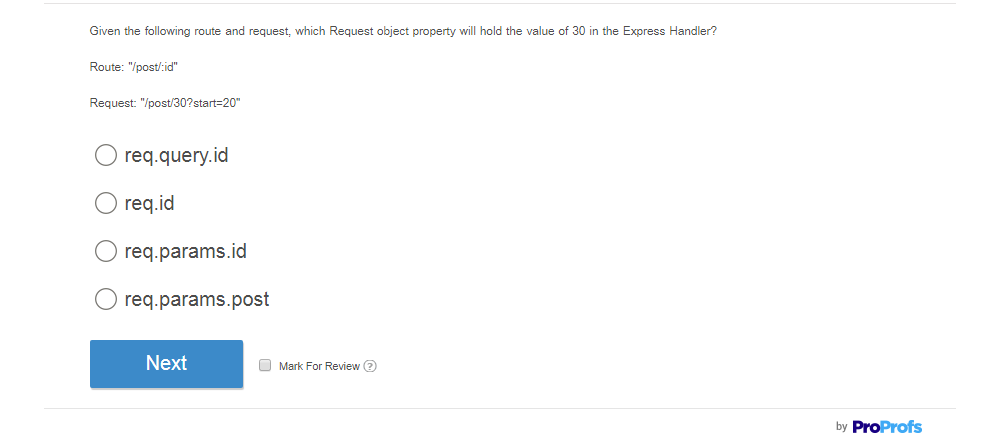 Given the following route and request, which Request object property will hold the value of 30 in the Express Handler?
Route: "/post/:id"
Request: "/post/30?start=20"
req.query.id
req.id
req.params.id
req.params.post
Next
Mark For Review ?
by ProProfs